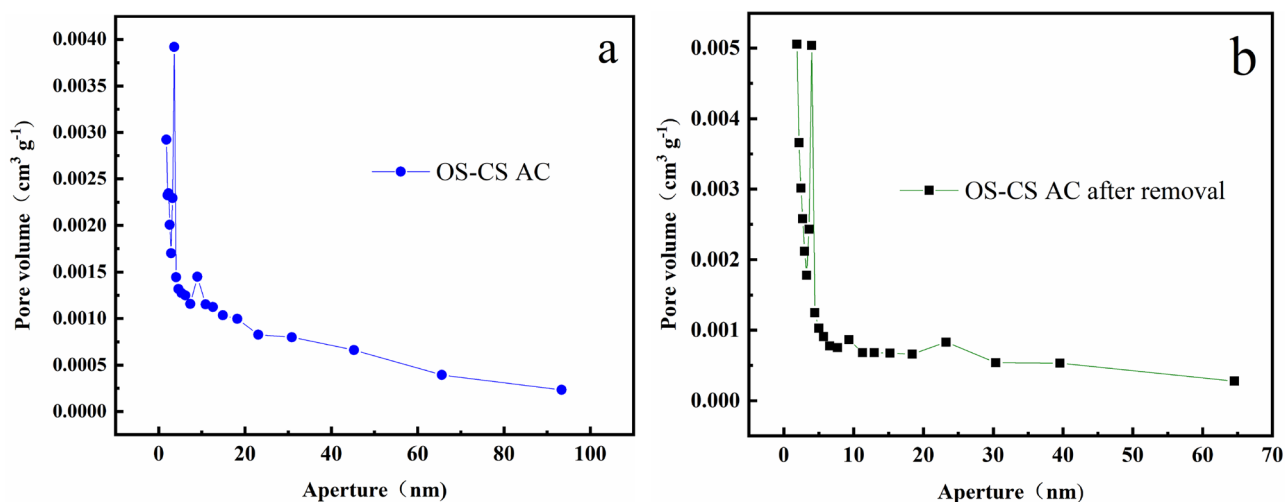 a
0.0040
0.0035
0.0030
0.0025
0.0020
0.0015
0.0010
0.0005
0.0000
Pore volume（cm³ g⁻¹）
OS-CS AC
0 20 40 60 80 100
Aperture（nm）
b
0.005
0.004
0.003
0.002
0.001
0.000
Pore volume（cm³ g⁻¹）
OS-CS AC after removal
0 10 20 30 40 50 60 70
Aperture（nm）